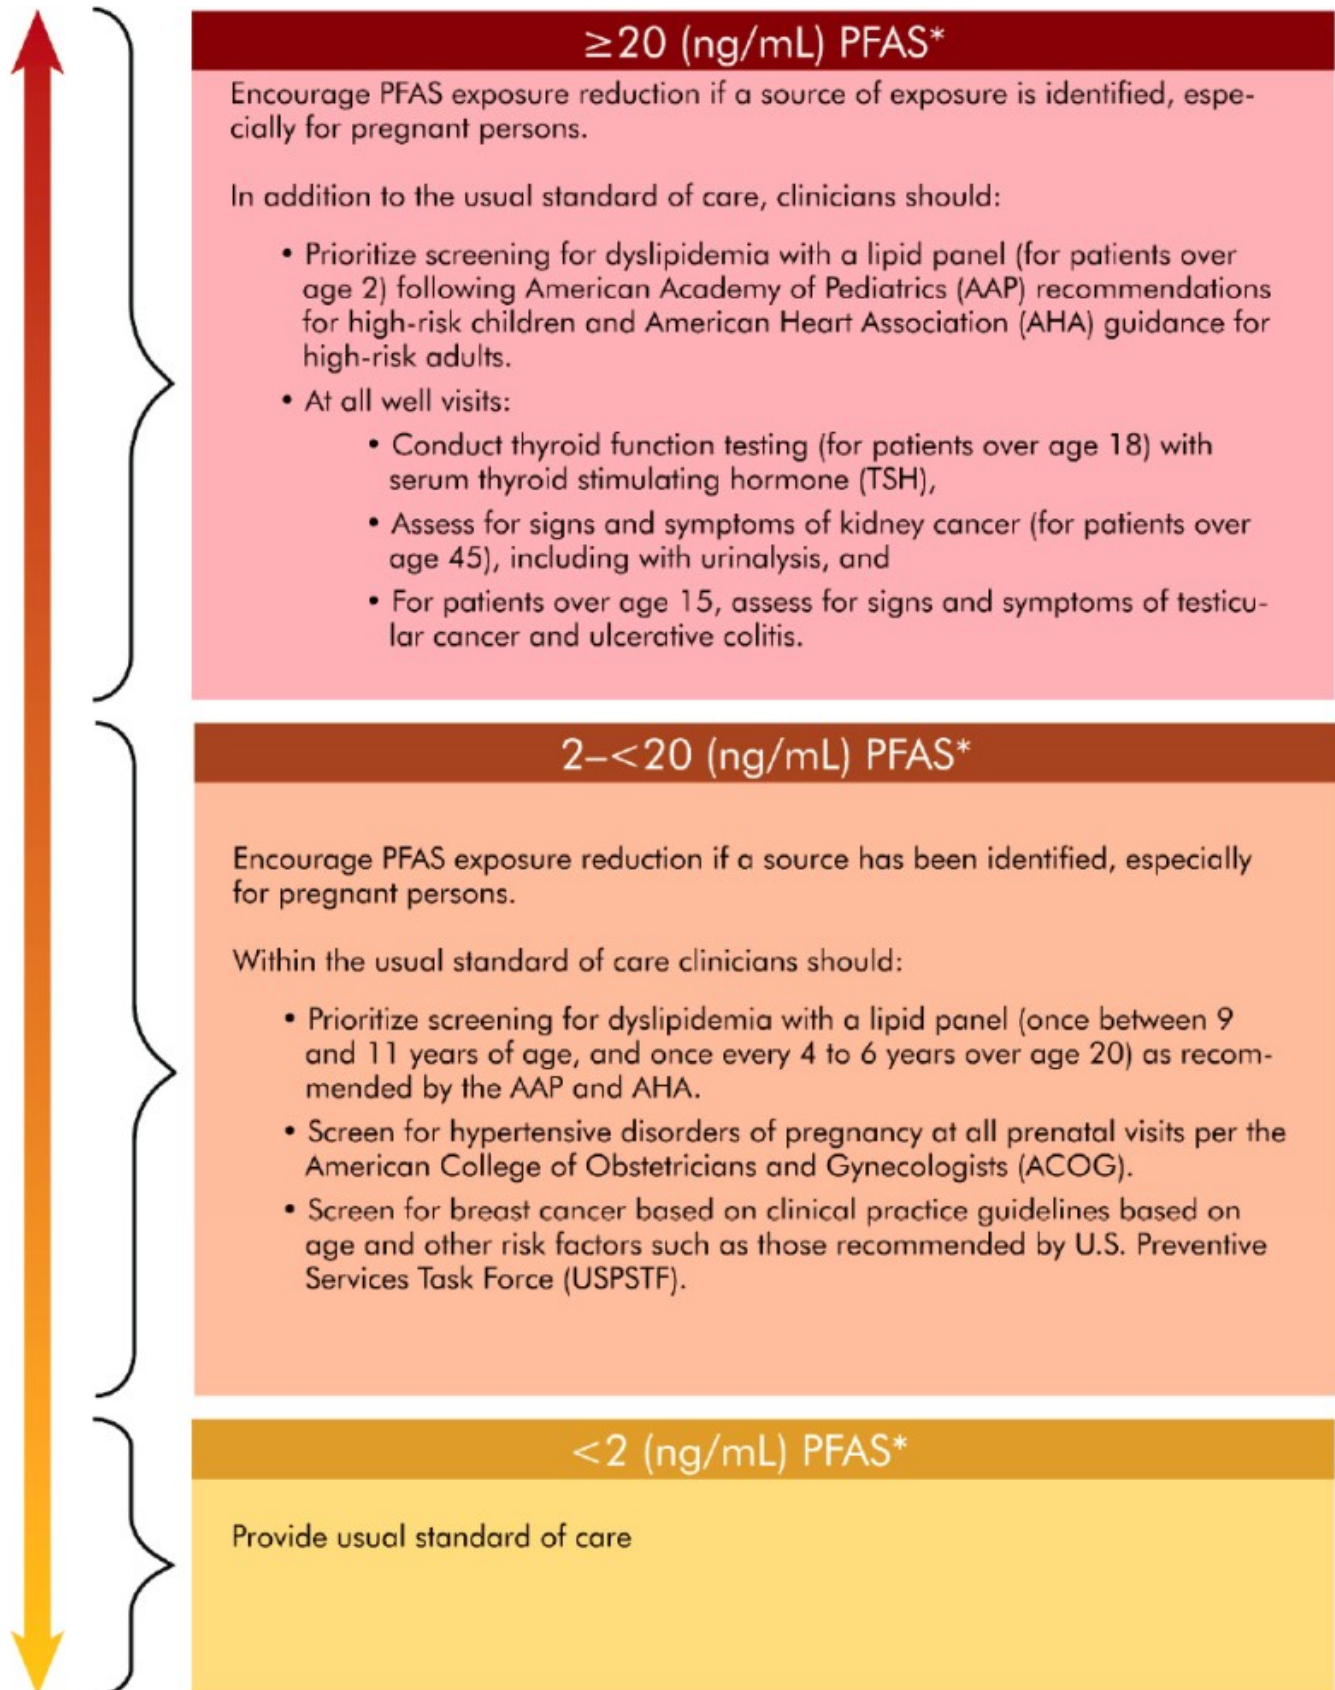 ≥20 (ng/mL) PFAS*
Encourage PFAS exposure reduction if a source of exposure is identified, espe-
cially for pregnant persons.
In addition to the usual standard of care, clinicians should:
• Prioritize screening for dyslipidemia with a lipid panel (for patients over
age 2) following American Academy of Pediatrics (AAP) recommendations
for high-risk children and American Heart Association (AHA) guidance for
high-risk adults.
• At all well visits:
• Conduct thyroid function testing (for patients over age 18) with
serum thyroid stimulating hormone (TSH),
• Assess for signs and symptoms of kidney cancer (for patients over
age 45), including with urinalysis, and
• For patients over age 15, assess for signs and symptoms of testicu-
lar cancer and ulcerative colitis.
2–<20 (ng/mL) PFAS*
Encourage PFAS exposure reduction if a source has been identified, especially
for pregnant persons.
Within the usual standard of care clinicians should:
• Prioritize screening for dyslipidemia with a lipid panel (once between 9
and 11 years of age, and once every 4 to 6 years over age 20) as recom-
mended by the AAP and AHA.
• Screen for hypertensive disorders of pregnancy at all prenatal visits per the
American College of Obstetricians and Gynecologists (ACOG).
• Screen for breast cancer based on clinical practice guidelines based on
age and other risk factors such as those recommended by U.S. Preventive
Services Task Force (USPSTF).
<2 (ng/mL) PFAS*
Provide usual standard of care